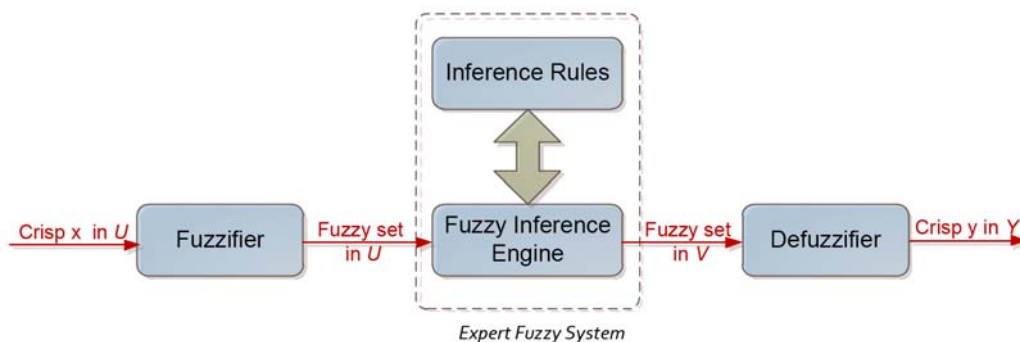 Inference Rules
Crisp x in U
Fuzzifier
Fuzzy set
in U
Fuzzy Inference
Engine
Fuzzy set
in V
Defuzzifier
Crisp y in Y
Expert Fuzzy System